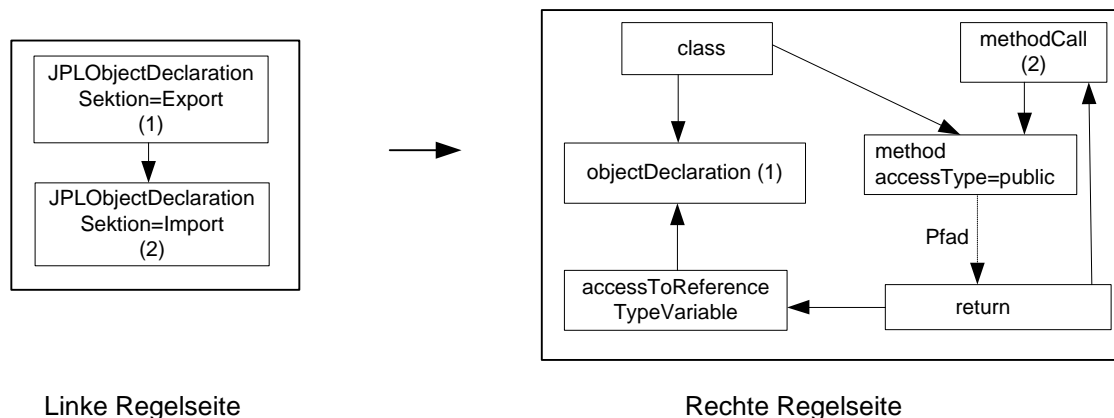 JPLObjectDeclaration
Sektion=Export
(1)
JPLObjectDeclaration
Sektion=Import
(2)
Linke Regelseite
class
methodCall
(2)
objectDeclaration (1)
method
accessType=public
Pfad
accessToReference
TypeVariable
return
Rechte Regelseite